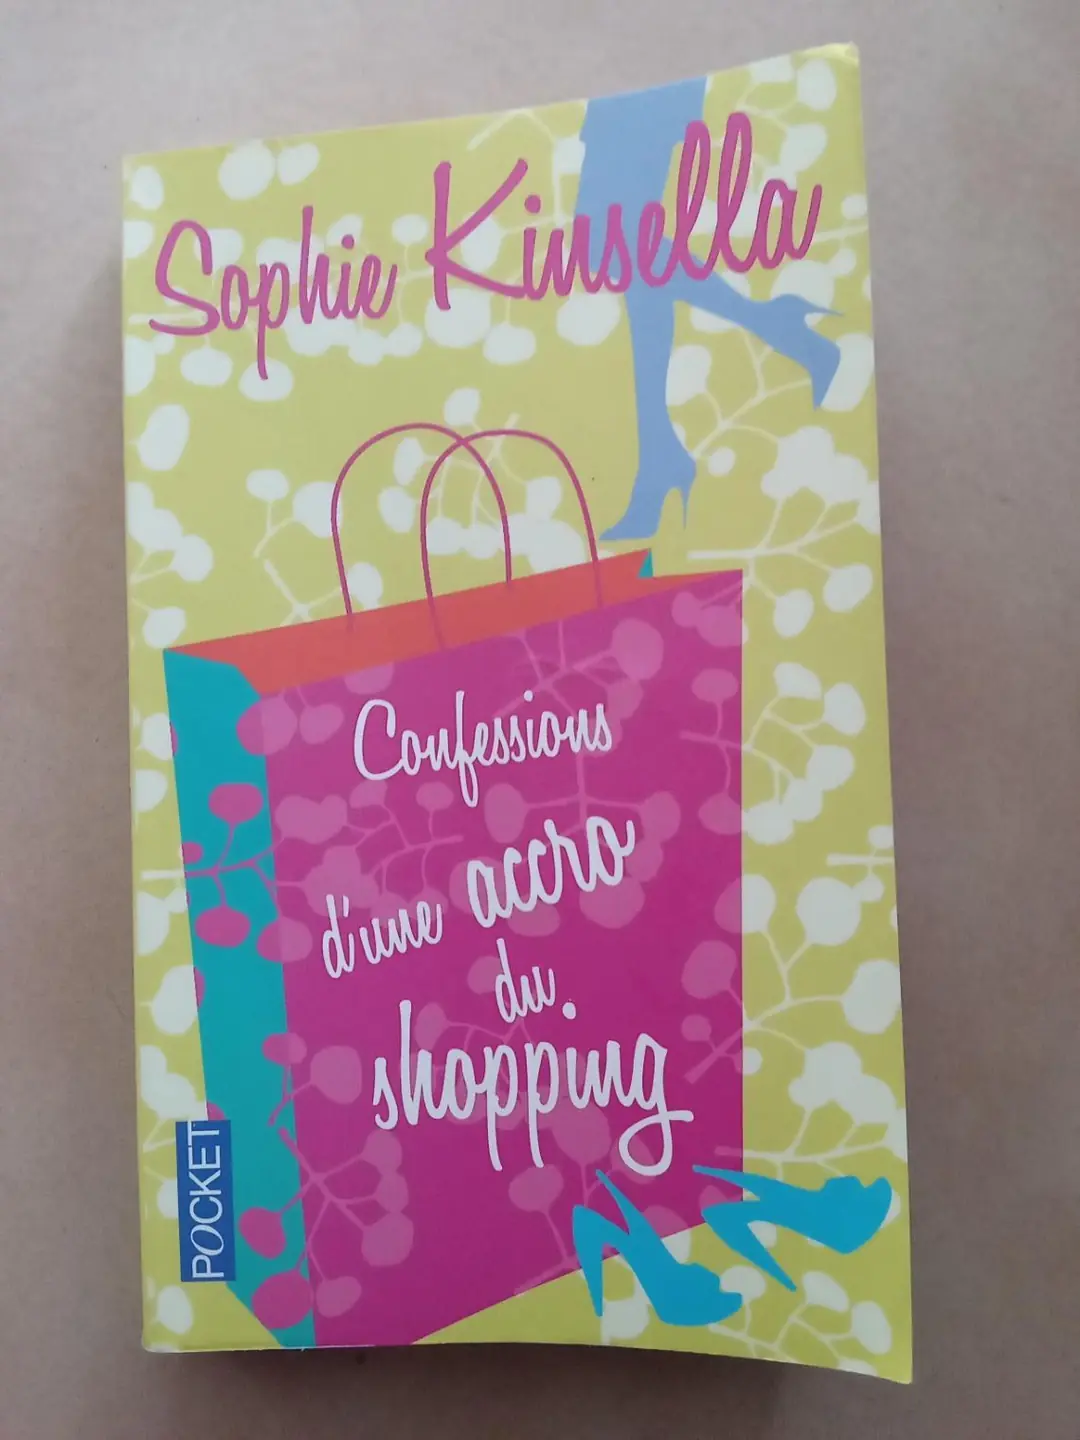 Sophie Kinsella
Confessions
d'une accro
du
shopping
POCKET